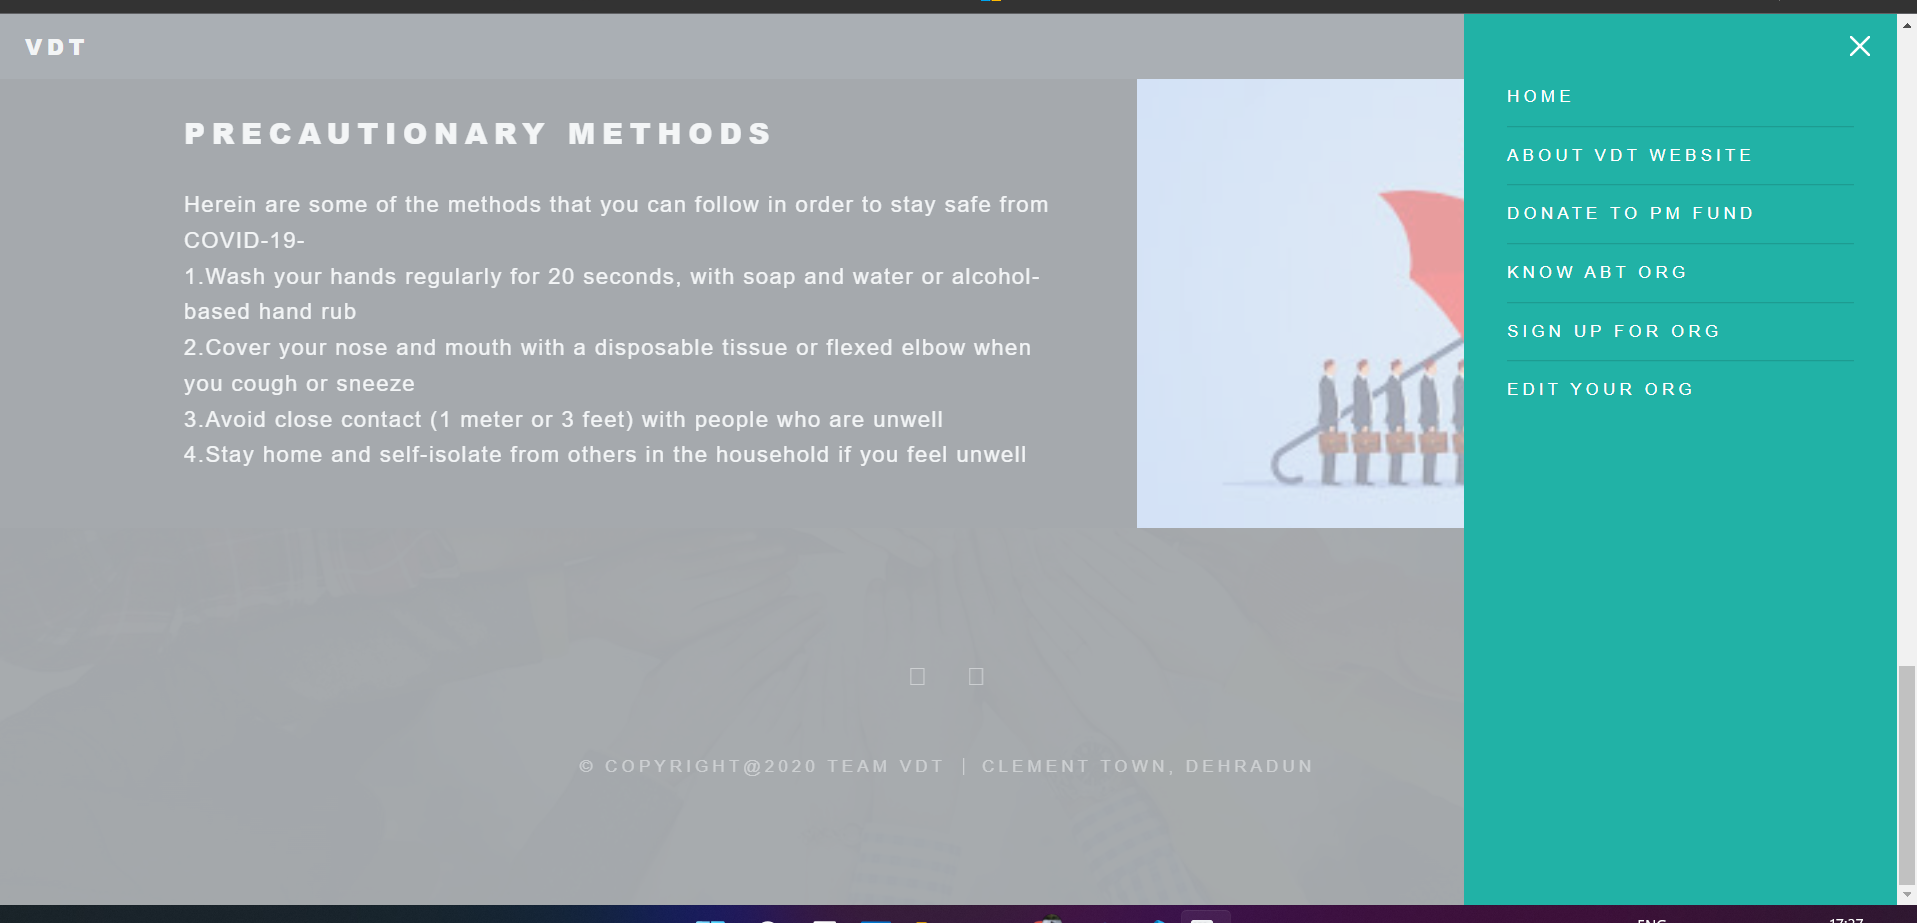 VDT
PRECAUTIONARY METHODS
Herein are some of the methods that you can follow in order to stay safe from
COVID-19-
1.Wash your hands regularly for 20 seconds, with soap and water or alcohol-
based hand rub
2.Cover your nose and mouth with a disposable tissue or flexed elbow when
you cough or sneeze
3.Avoid close contact (1 meter or 3 feet) with people who are unwell
4.Stay home and self-isolate from others in the household if you feel unwell
© COPYRIGHT@2020 TEAM VDT | CLEMENT TOWN, DEHRADUN
HOME
ABOUT VDT WEBSITE
DONATE TO PM FUND
KNOW ABT ORG
SIGN UP FOR ORG
EDIT YOUR ORG